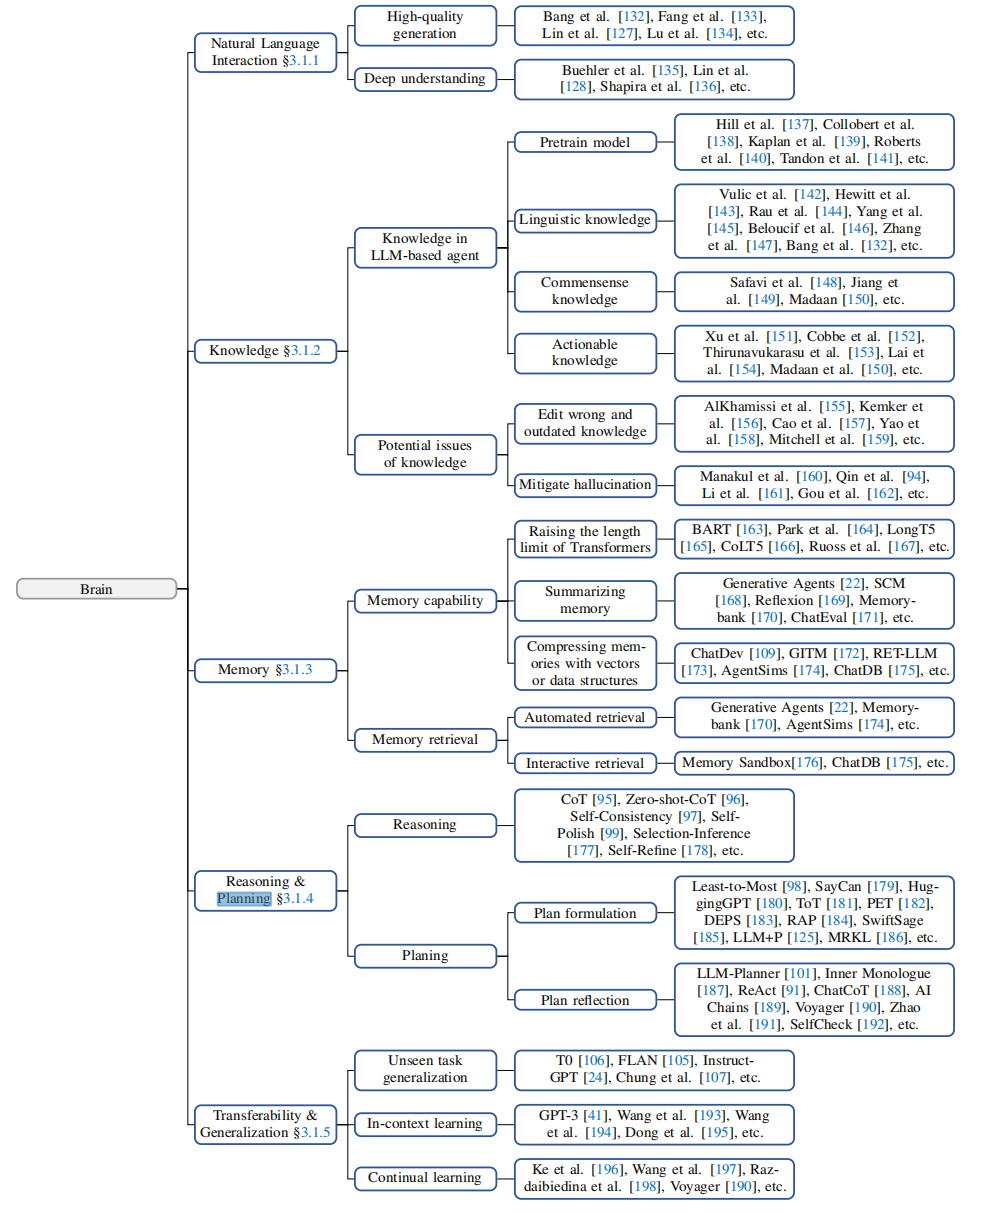 Brain
Natural Language
Interaction §3.1.1
High-quality
generation
Bang et al. [132], Fang et al. [133],
Lin et al. [127], Lu et al. [134], etc.
Deep understanding
Buehler et al. [135], Lin et al.
[128], Shapira et al. [136], etc.
Knowledge §3.1.2
Knowledge in
LLM-based agent
Pretrain model
Hill et al. [137], Collobert et al.
[138], Kaplan et al. [139], Roberts
et al. [140], Tandon et al. [141], etc.
Linguistic knowledge
Vulic et al. [142], Hewitt et al.
[143], Rau et al. [144], Yang et al.
[145], Beloucif et al. [146], Zhang
et al. [147], Bang et al. [132], etc.
Commensense
knowledge
Safavi et al. [148], Jiang et
al. [149], Madaan [150], etc.
Actionable
knowledge
Xu et al. [151], Cobbe et al. [152],
Thirunavukarasu et al. [153], Lai et
al. [154], Madaan et al. [150], etc.
Potential issues
of knowledge
Edit wrong and
outdated knowledge
AlKhamissi et al. [155], Kemker et
al. [156], Cao et al. [157], Yao et
al. [158], Mitchell et al. [159], etc.
Mitigate hallucination
Manakul et al. [160], Qin et al. [94],
Li et al. [161], Gou et al. [162], etc.
Memory §3.1.3
Memory capability
Raising the length
limit of Transformers
BART [163], Park et al. [164], LongT5
[165], CoLT5 [166], Ruoss et al. [167], etc.
Summarizing
memory
Generative Agents [22], SCM
[168], Reflexion [169], Memory-
bank [170], ChatEval [171], etc.
Compressing mem-
ories with vectors
or data structures
ChatDev [109], GITM [172], RET-LLM
[173], AgentSims [174], ChatDB [175], etc.
Memory retrieval
Automated retrieval
Generative Agents [22], Memory-
bank [170], AgentSims [174], etc.
Interactive retrieval
Memory Sandbox[176], ChatDB [175], etc.
Reasoning &
Planning §3.1.4
Reasoning
CoT [95], Zero-shot-CoT [96],
Self-Consistency [97], Self-
Polish [99], Selection-Inference
[177], Self-Refine [178], etc.
Planing
Plan formulation
Least-to-Most [98], SayCan [179], Hug-
gingGPT [180], ToT [181], PET [182],
DEPS [183], RAP [184], SwiftSage
[185], LLM+P [125], MRKL [186], etc.
Plan reflection
LLM-Planner [101], Inner Monologue
[187], ReAct [91], ChatCoT [188], AI
Chains [189], Voyager [190], Zhao
et al. [191], SelfCheck [192], etc.
Transferability &
Generalization §3.1.5
Unseen task
generalization
T0 [106], FLAN [105], Instruct-
GPT [24], Chung et al. [107], etc.
In-context learning
GPT-3 [41], Wang et al. [193], Wang
et al. [194], Dong et al. [195], etc.
Continual learning
Ke et al. [196], Wang et al. [197], Raz-
daibiedina et al. [198], Voyager [190], etc.